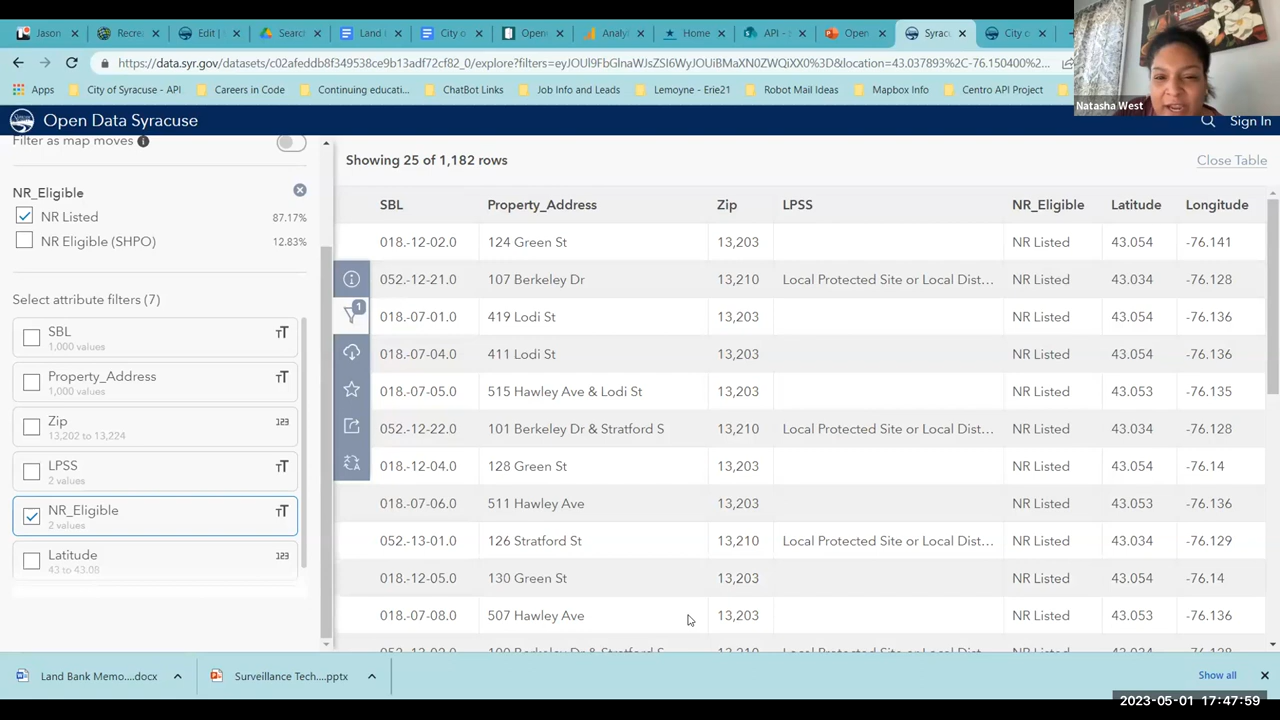 Jason
Recre
Edit |
Search
Land
City o
Opene
Analy
Home
API - s
Open
Syrac
City o
https://data.syr.gov/datasets/c02afeddb8f349538ce9b13adf72cf82_0/explore?filters=eyJOUl9FbGlnaWJsZSI6WyJOUiBMaXN0ZWQiXX0%3D&location=43.037893%2C-76.150400%2C...
Apps
City of Syracuse - API
Careers in Code
Continuing educati...
ChatBot Links
Job Info and Leads
Lemoyne - Erie21
Robot Mail Ideas
Mapbox Info
Centro API Project
Natasha West
Open Data Syracuse
Sign In
Filter as map moves
Showing 25 of 1,182 rows
Close Table
NR_Eligible
NR Listed 87.17%
NR Eligible (SHPO) 12.83%
Select attribute filters (7)
SBL
1,000 values
Property_Address
1,000 values
Zip
13,202 to 13,224
LPSS
2 values
NR_Eligible
2 values
Latitude
43 to 43.08
1
SBL Property_Address Zip LPSS NR_Eligible Latitude Longitude
018.-12-02.0 124 Green St 13,203 NR Listed 43.054 -76.141
052.-12-21.0 107 Berkeley Dr 13,210 Local Protected Site or Local Dist... NR Listed 43.034 -76.128
018.-07-01.0 419 Lodi St 13,203 NR Listed 43.054 -76.136
018.-07-04.0 411 Lodi St 13,203 NR Listed 43.054 -76.136
018.-07-05.0 515 Hawley Ave & Lodi St 13,203 NR Listed 43.053 -76.135
052.-12-22.0 101 Berkeley Dr & Stratford S 13,210 Local Protected Site or Local Dist... NR Listed 43.034 -76.128
018.-12-04.0 128 Green St 13,203 NR Listed 43.054 -76.14
018.-07-06.0 511 Hawley Ave 13,203 NR Listed 43.053 -76.136
052.-13-01.0 126 Stratford St 13,210 Local Protected Site or Local Dist... NR Listed 43.034 -76.129
018.-12-05.0 130 Green St 13,203 NR Listed 43.054 -76.14
018.-07-08.0 507 Hawley Ave 13,203 NR Listed 43.053 -76.136
Land Bank Memo....docx
Surveillance Tech....pptx
Show all
2023-05-01 17:47:59